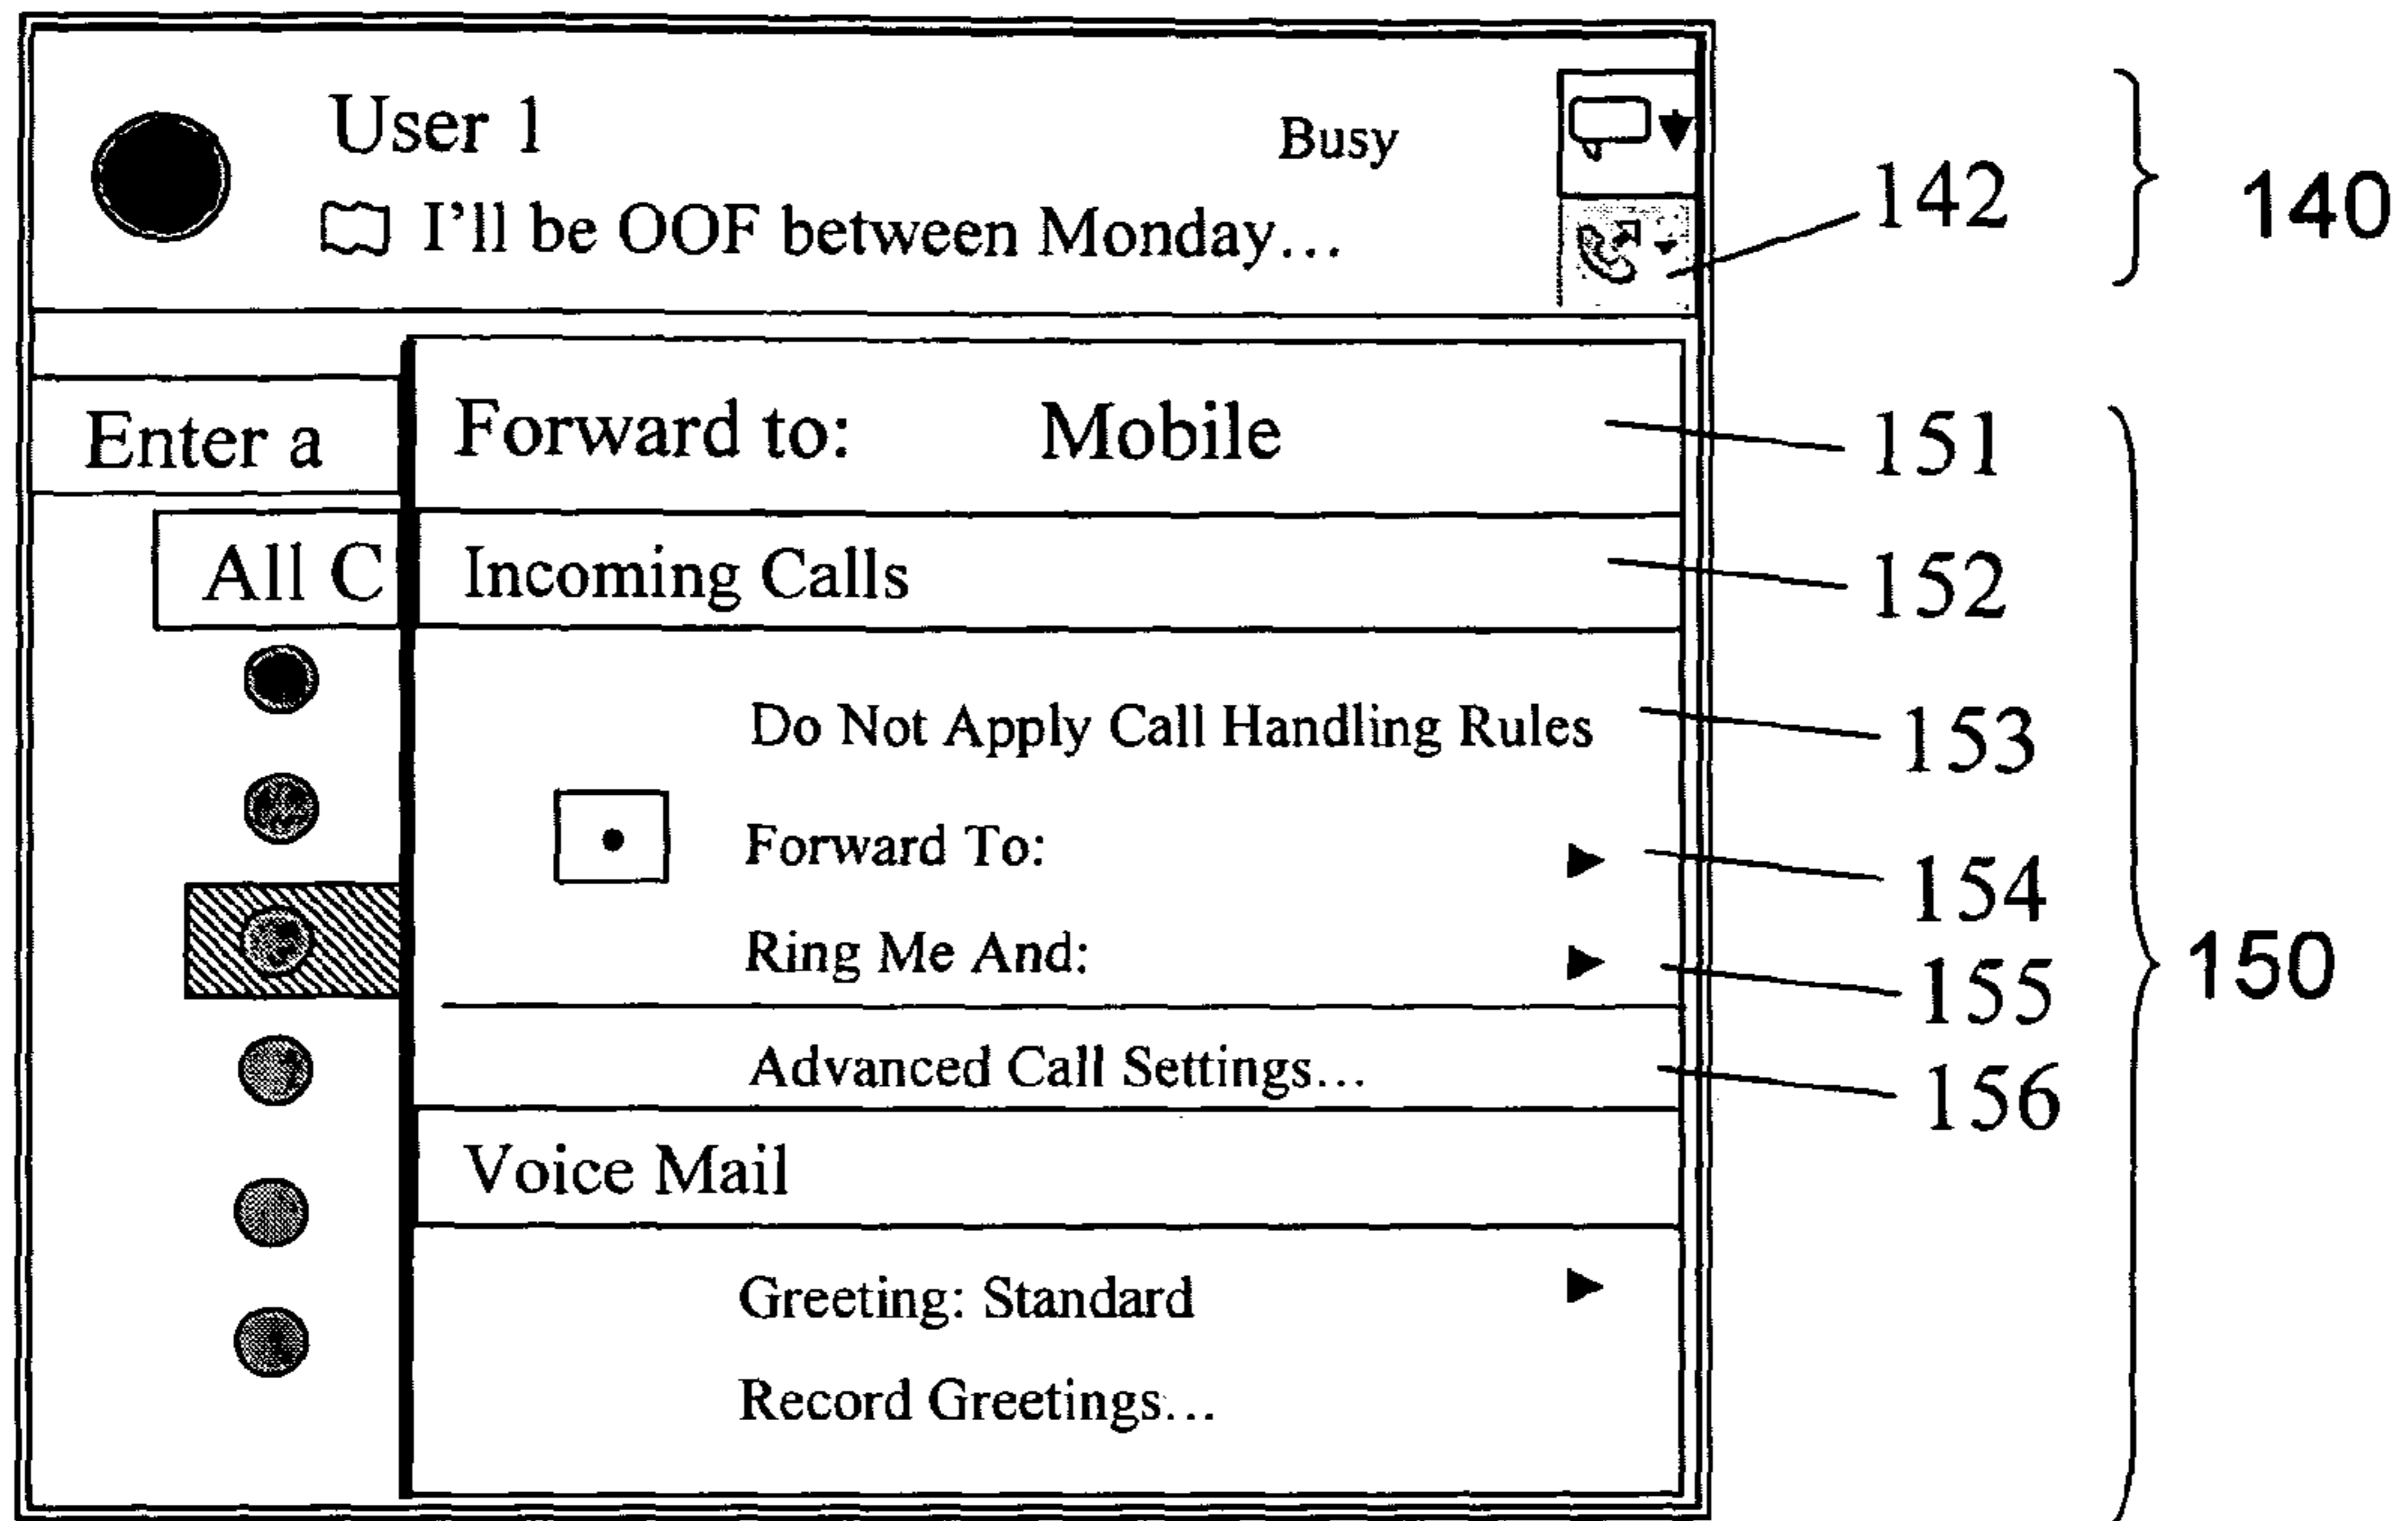 User 1
Busy
I'll be OOF between Monday...
142
140
Enter a
Forward to: Mobile
151
All C
Incoming Calls
152
Do Not Apply Call Handling Rules
153
Forward To:
154
Ring Me And:
155
150
Advanced Call Settings...
156
Voice Mail
Greeting: Standard
Record Greetings...